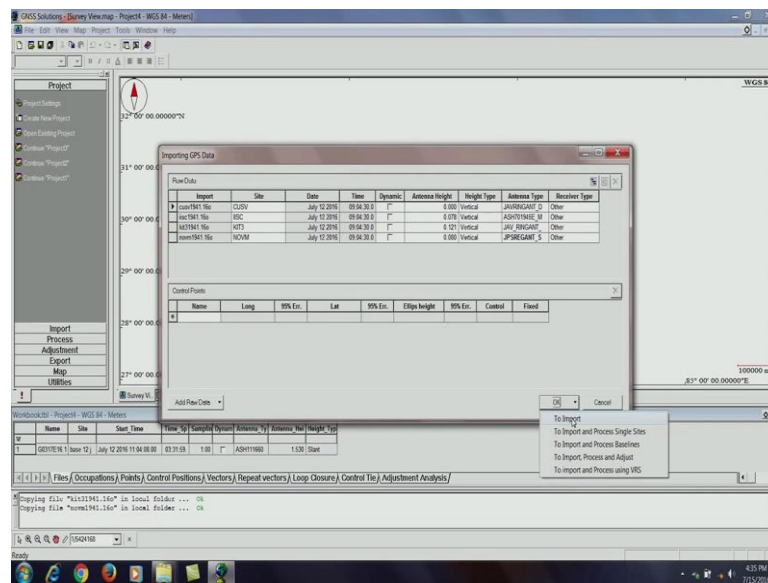 GNSS Solutions - [Survey View.map - Project4 - WGS 84 - Meters]
File Edit View Map Project Tools Window Help
Project
WGS 8
Project Settings
Create New Project
Open Existing Project
Continue "Project3"
Continue "Project2"
Continue "Project1"
32° 00' 00.00000"N
31° 00' 00.0
30° 00' 00.0
29° 00' 00.0
28° 00' 00.0
27° 00' 00.0
Importing GPS Data
Raw Data
Import Site Date Time Dynamic Antenna Height Height Type Antenna Type Receiver Type
cusv1941.16o CUSV July 12 2016 09:04:30.0 0.000 Vertical JAVRINGANT_D Other
iisc1941.16o IISC July 12 2016 09:04:30.0 0.078 Vertical ASH701945E_M Other
kit31941.16o KIT3 July 12 2016 09:04:30.0 0.121 Vertical JAV_RINGANT_ Other
novm1941.16o NOVM July 12 2016 09:04:30.0 0.000 Vertical JPSREGANT_S Other
Control Points
Name Long 95% Err. Lat 95% Err. Ellips height 95% Err. Control Fixed
Import
Process
Adjustment
Export
Map
Utilities
100000 m
83° 00' 00.00000"E
Survey Vi..
Add Raw Data
OK
Cancel
To Import
To Import and Process Single Sites
To Import and Process Baselines
To Import, Process and Adjust
To import and Process using VRS
Workbook.tbl - Project4 - WGS 84 - Meters
Name Site Start_Time Time_Sp Samplin Dynam Antenna_Ty Antenna_Hei Height_Typ
1 G0317E16.1 base 12 j July 12 2016 11:04:08.00 03:31:59 1.00 ASH111660 1.530 Slant
Files Occupations Points Control Positions Vectors Repeat vectors Loop Closure Control Tie Adjustment Analysis
Copying file "kit31941.16o" in local folder ... Ok
Copying file "novm1941.16o" in local folder ... Ok
1:5424168
Ready
4:35 PM